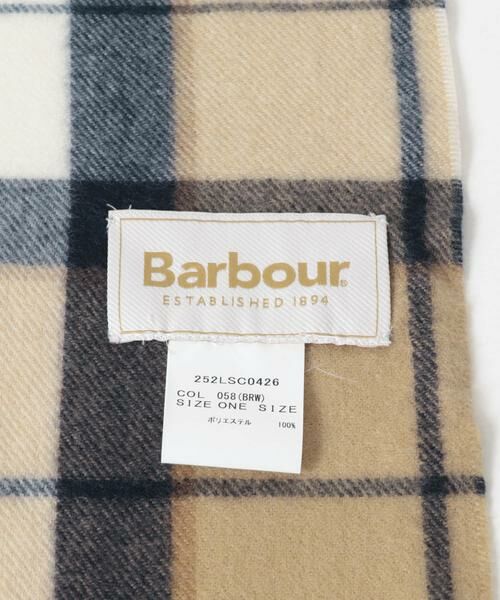 Barbour®
ESTABLISHED 1894
252LSC0426
COL 058(BRW)
SIZE ONE SIZE
ポリエステル 100%